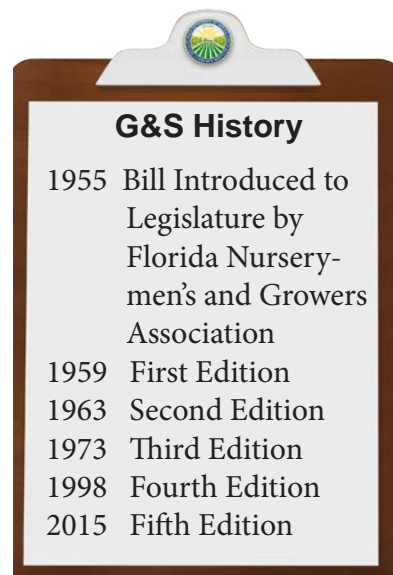 G&S History
1955 Bill Introduced to
Legislature by
Florida Nursery-
men's and Growers
Association
1959 First Edition
1963 Second Edition
1973 Third Edition
1998 Fourth Edition
2015 Fifth Edition